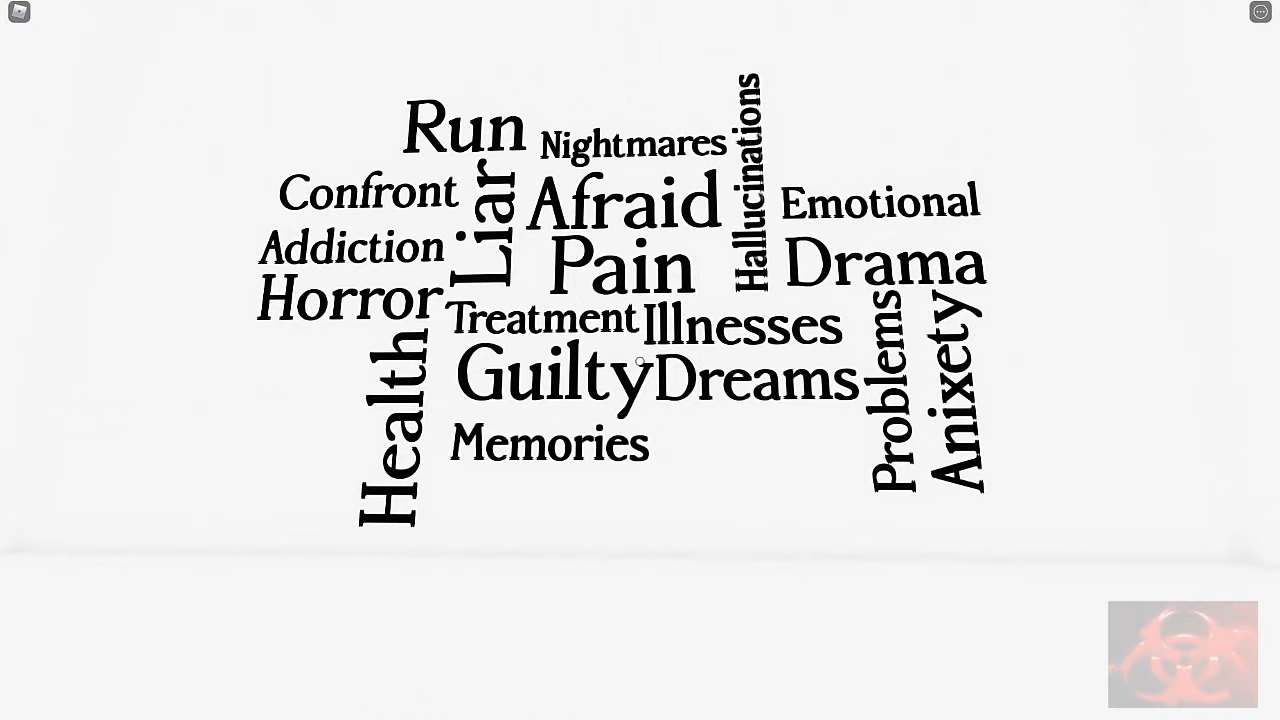 Hallucinations
Run
Nightmares
Liar
Confront
Afraid
Emotional
Addiction
Pain
Drama
Horror
Treatment
Illnesses
Problems
Anixety
Health
Guilty
Dreams
Memories